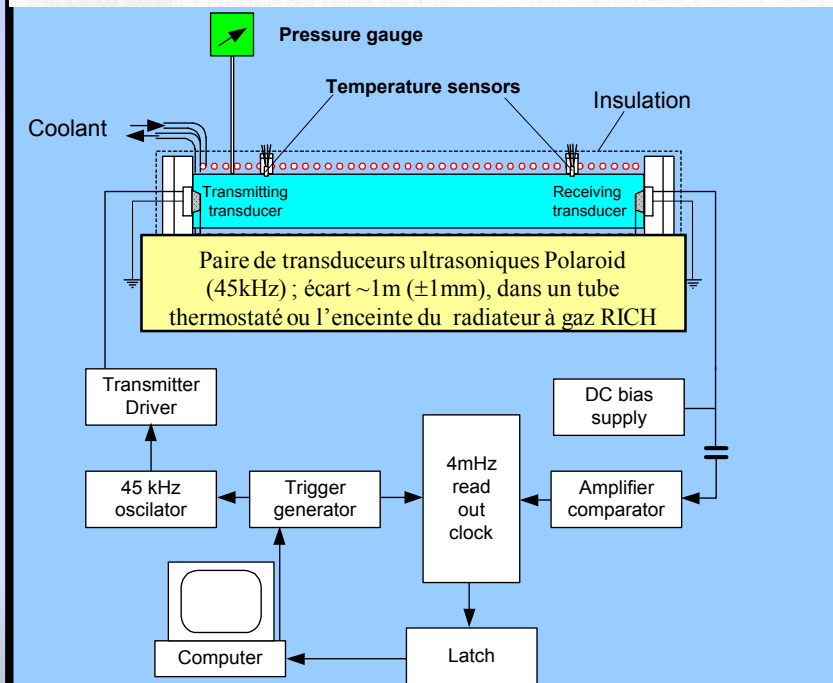 Pressure gauge
Temperature sensors
Insulation
Coolant
Transmitting
transducer
Receiving
transducer
Paire de transduceurs ultrasoniques Polaroid
(45kHz) ; écart ~1m (±1mm), dans un tube
thermostaté ou l'enceinte du radiateur à gaz RICH
Transmitter
Driver
DC bias
supply
45 kHz
oscilator
Trigger
generator
4mHz
read
out
clock
Amplifier
comparator
Computer
Latch